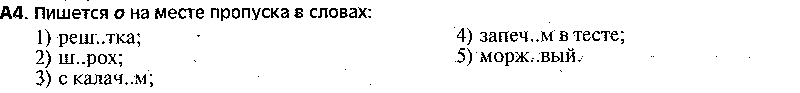 А4. Пишется о на месте пропуска в словах:
1) реш..тка;
2) ш..рох;
3) с калач..м;
4) запеч..м в тесте;
5) морж..вый.